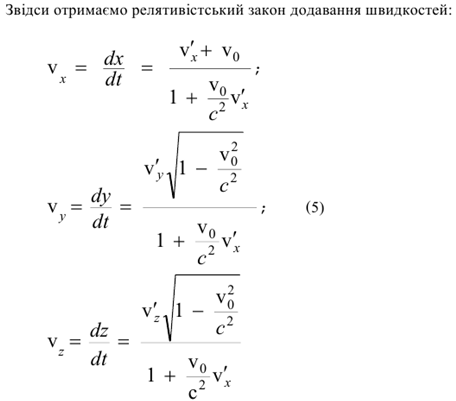 Звідси отримаємо релятивістський закон додавання швидкостей:
v_x = dx/dt = (v′_x + v_0) / (1 + (v_0/c^2) v′_x) ;
v_y = dy/dt = (v′_y √(1 − v_0^2/c^2)) / (1 + (v_0/c^2) v′_x) ; (5)
v_z = dz/dt = (v′_z √(1 − v_0^2/c^2)) / (1 + (v_0/c^2) v′_x)